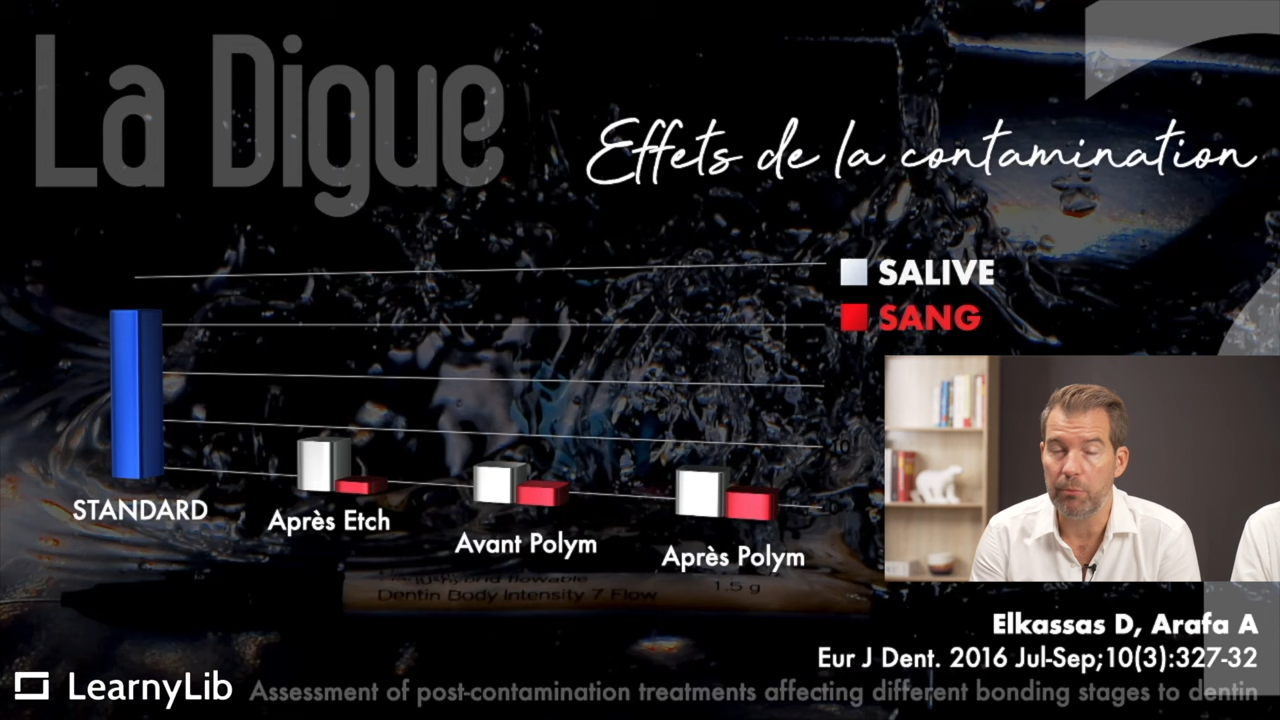 La Digue
Effets de la contamination
SALIVE
SANG
STANDARD
Après Etch
Avant Polym
Après Polym
flowable
Dentin Body Intensity 7 Flow
1.5 g
Elkassas D, Arafa A
Eur J Dent. 2016 Jul-Sep;10(3):327-32
LearnyLib
Assessment of post-contamination treatments affecting different bonding stages to dentin